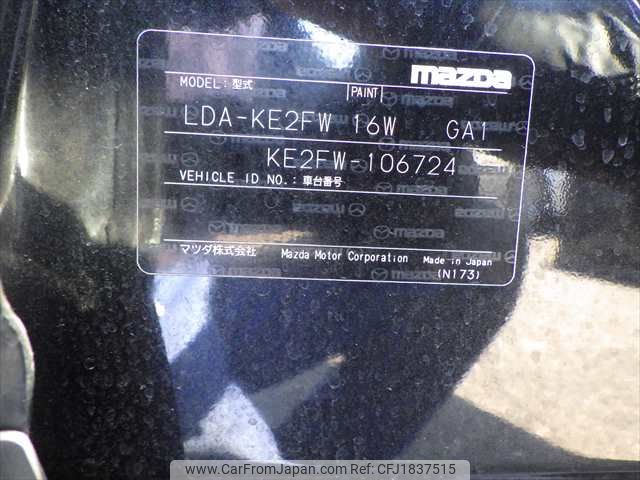 mazda
MODEL: 型式 PAINT
LDA-KE2FW 16W GA1
KE2FW-106724
VEHICLE ID NO.: 車台番号
マツダ株式会社 Mazda Motor Corporation Made in Japan
(N173)
www.CarFromJapan.com Ref: CFJ1837515